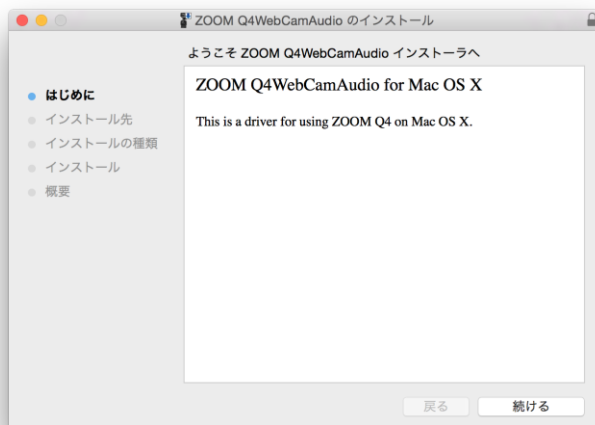 ZOOM Q4WebCamAudio のインストール
ようこそ ZOOM Q4WebCamAudio インストーラへ
はじめに
インストール先
インストールの種類
インストール
概要
ZOOM Q4WebCamAudio for Mac OS X
This is a driver for using ZOOM Q4 on Mac OS X.
戻る
続ける